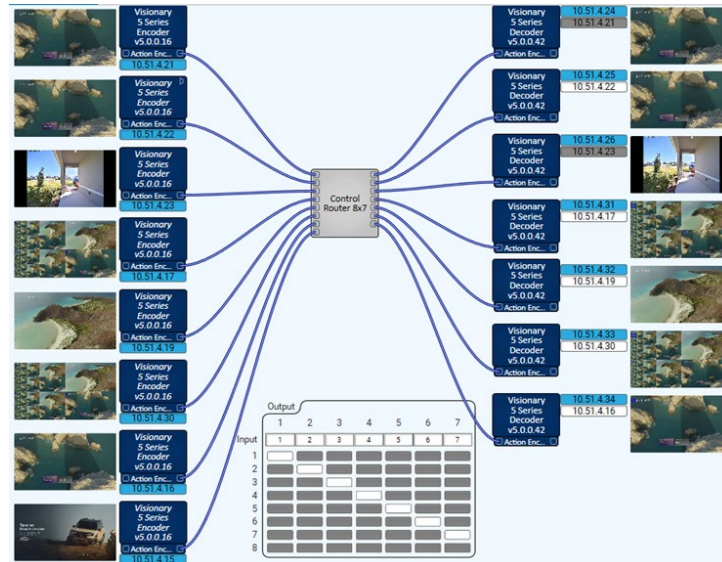 Visionary
5 Series
Encoder
v5.0.0.16
Action Enc...
10.51.4.21
Visionary
5 Series
Encoder
v5.0.0.16
Action Enc...
10.51.4.22
Visionary
5 Series
Encoder
v5.0.0.16
Action Enc...
10.51.4.23
Visionary
5 Series
Encoder
v5.0.0.16
Action Enc...
10.51.4.17
Visionary
5 Series
Encoder
v5.0.0.16
Action Enc...
10.51.4.19
Visionary
5 Series
Encoder
v5.0.0.16
Action Enc...
10.51.4.30
Visionary
5 Series
Encoder
v5.0.0.16
Action Enc...
10.51.4.16
Visionary
5 Series
Encoder
v5.0.0.16
Action Enc...
10.51.4.15
Control
Router 8x7
Visionary
5 Series
Decoder
v5.0.0.42
Action Enc...
10.51.4.24
10.51.4.21
Visionary
5 Series
Decoder
v5.0.0.42
Action Enc...
10.51.4.25
10.51.4.22
Visionary
5 Series
Decoder
v5.0.0.42
Action Enc...
10.51.4.26
10.51.4.23
Visionary
5 Series
Decoder
v5.0.0.42
Action Enc...
10.51.4.31
10.51.4.17
Visionary
5 Series
Decoder
v5.0.0.42
Action Enc...
10.51.4.32
10.51.4.19
Visionary
5 Series
Decoder
v5.0.0.42
Action Enc...
10.51.4.33
10.51.4.30
Visionary
5 Series
Decoder
v5.0.0.42
Action Enc...
10.51.4.34
10.51.4.16
Output
1 2 3 4 5 6 7
Input 1 2 3 4 5 6 7
1
2
3
4
5
6
7
8